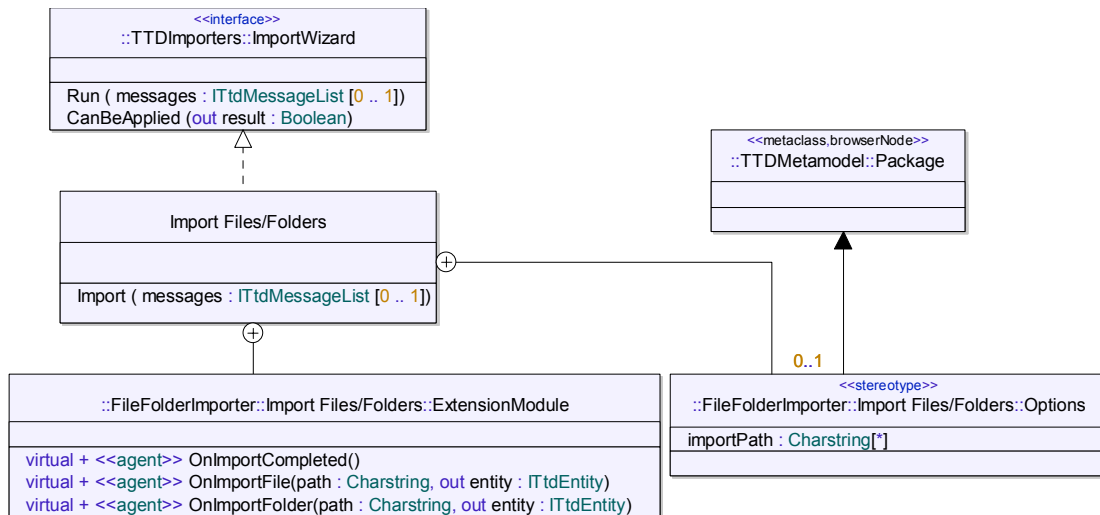 <<interface>>
::TTDImporters::ImportWizard
Run ( messages : ITtdMessageList [0 .. 1])
CanBeApplied (out result : Boolean)
<<metaclass,browserNode>>
::TTDMetamodel::Package
Import Files/Folders
Import ( messages : ITtdMessageList [0 .. 1])
0..1
::FileFolderImporter::Import Files/Folders::ExtensionModule
virtual + <<agent>> OnImportCompleted()
virtual + <<agent>> OnImportFile(path : Charstring, out entity : ITtdEntity)
virtual + <<agent>> OnImportFolder(path : Charstring, out entity : ITtdEntity)
<<stereotype>>
::FileFolderImporter::Import Files/Folders::Options
importPath : Charstring[*]